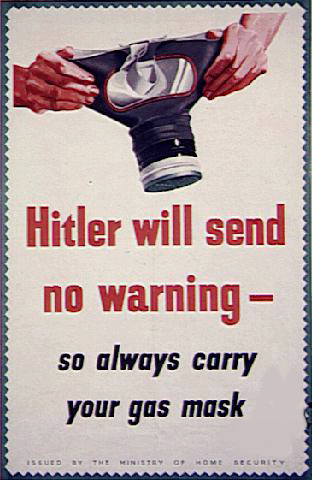 Hitler will send
no warning –
so always carry
your gas mask
ISSUED BY THE MINISTRY OF HOME SECURITY